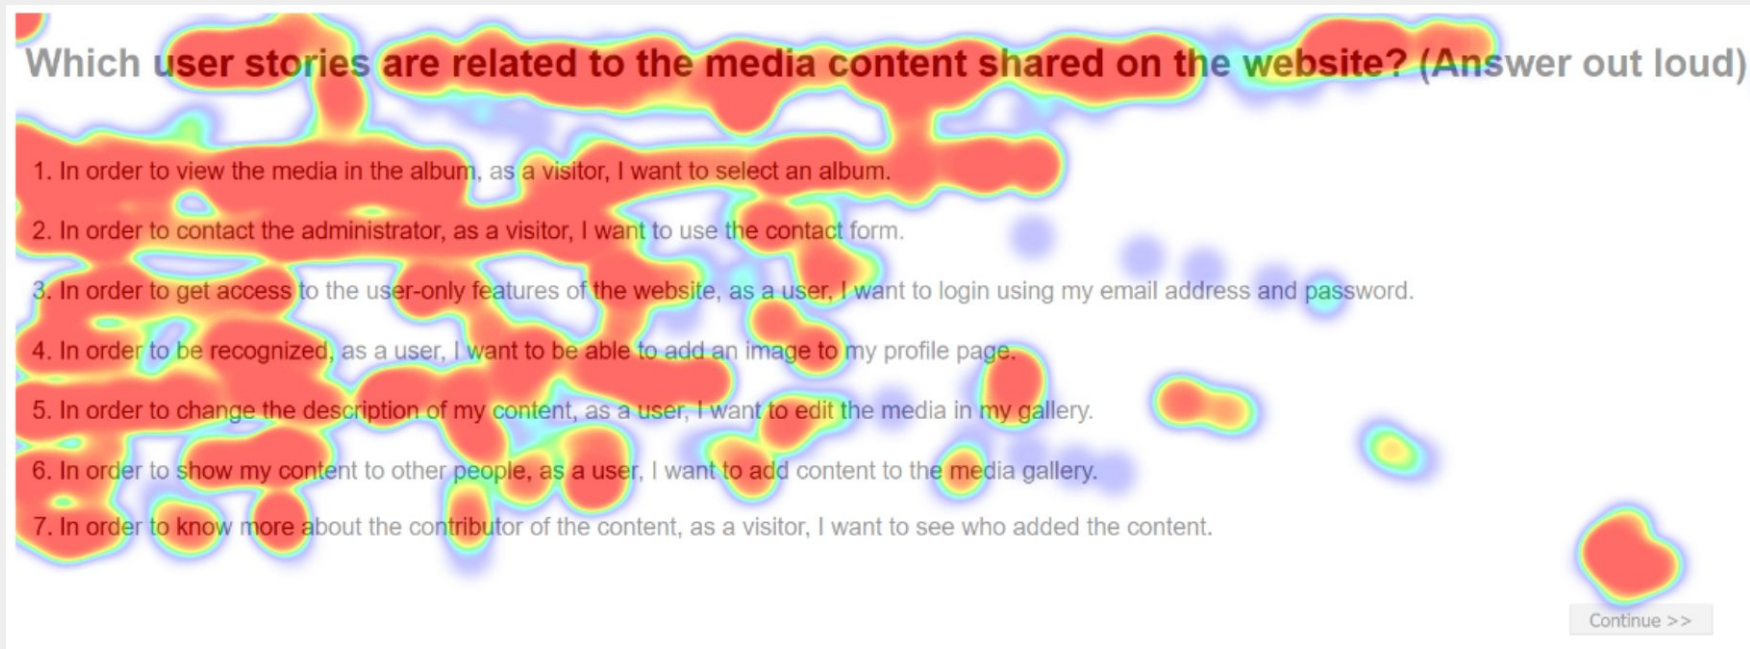 Which user stories are related to the media content shared on the website? (Answer out loud)
1. In order to view the media in the album, as a visitor, I want to select an album.
2. In order to contact the administrator, as a visitor, I want to use the contact form.
3. In order to get access to the user-only features of the website, as a user, I want to login using my email address and password.
4. In order to be recognized, as a user, I want to be able to add an image to my profile page.
5. In order to change the description of my content, as a user, I want to edit the media in my gallery.
6. In order to show my content to other people, as a user, I want to add content to the media gallery.
7. In order to know more about the contributor of the content, as a visitor, I want to see who added the content.
Continue >>